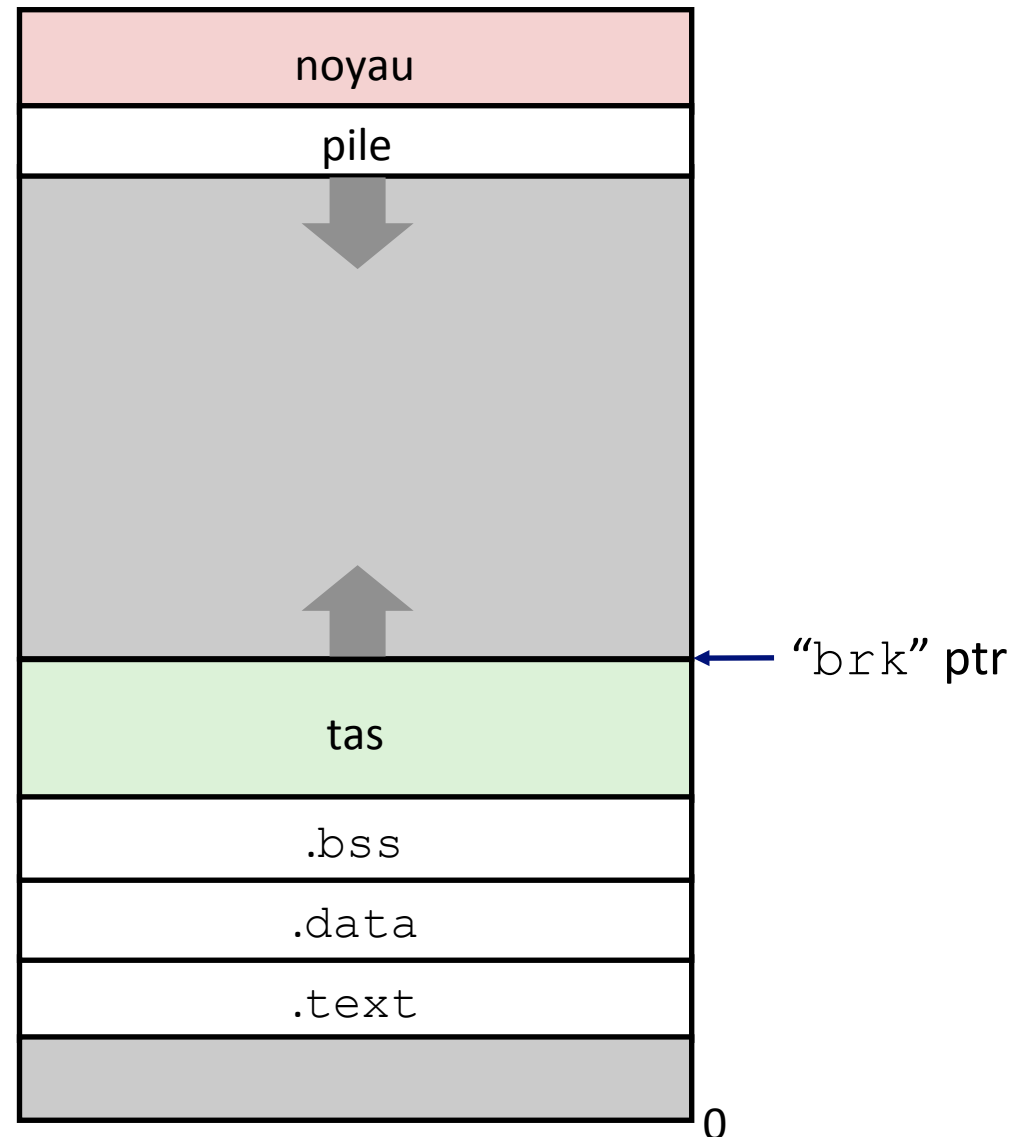 noyau
pile
“brk” ptr
tas
.bss
.data
.text
0